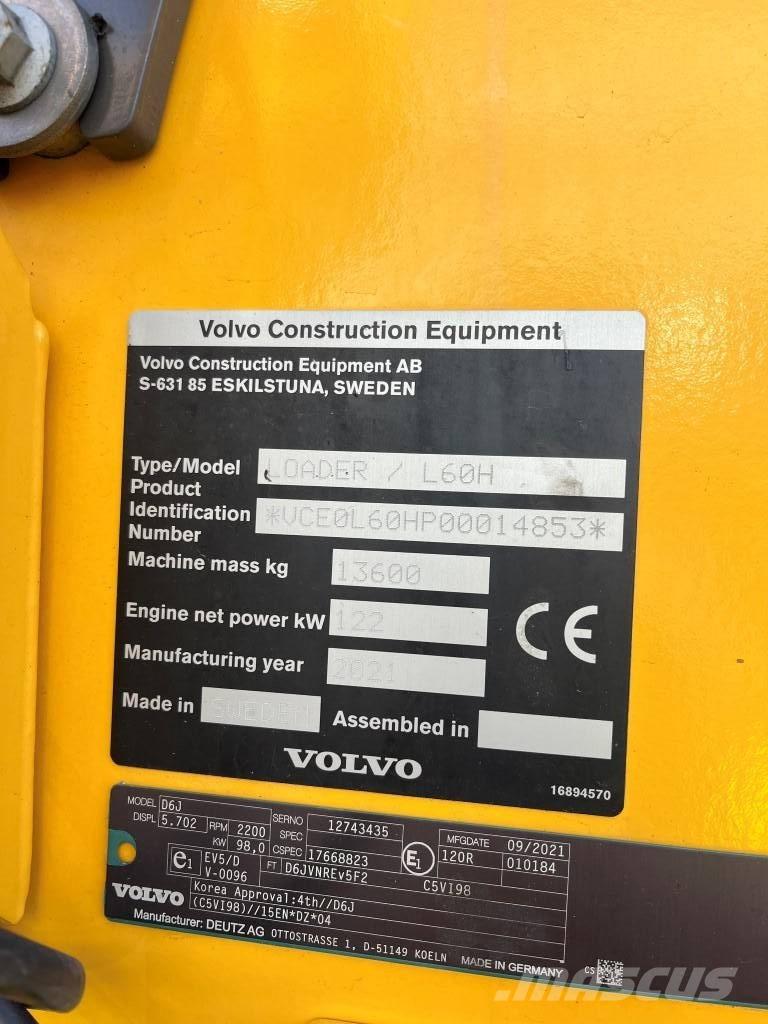 Volvo Construction Equipment
Volvo Construction Equipment AB
S-631 85 ESKILSTUNA, SWEDEN
Type/Model LOADER / L60H
Product
Identification *VCE0L60HP00014853*
Number
Machine mass kg 13600
Engine net power kW 122
Manufacturing year 2021
Made in SWEDEN Assembled in
VOLVO
16894570
MODEL D6J
DISPL 5.702 RPM 2200 SERNO 12743435 MFGDATE 09/2021
KW 98,0 SPEC
CSPEC 17668823 E1 120R 010184
e1 EV5/D FT D6JVNREv5F2 C5VI98
V-0096
VOLVO Korea Approval:4th//D6J
(C5VI98)//15EN*DZ*04
Manufacturer: DEUTZ AG OTTOSTRASSE 1, D-51149 KOELN MADE IN GERMANY CS
MASCUS